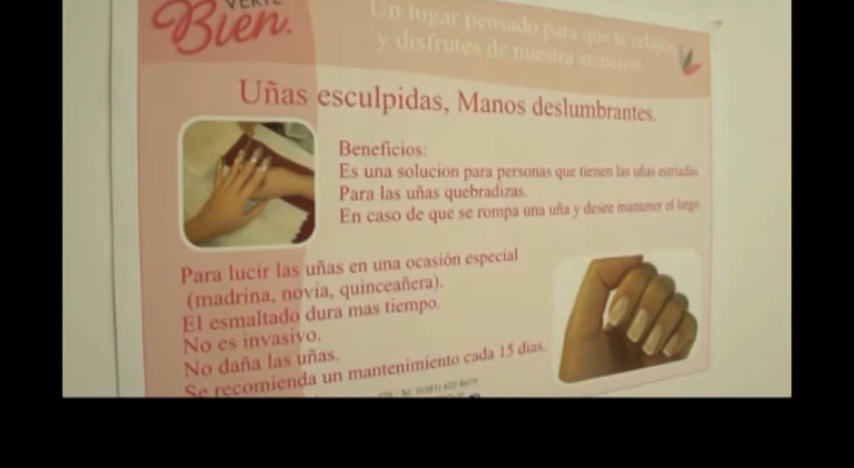 VERTE
Bien.
Un lugar pensado para que te relajes
y disfrutes de nuestra atención.
Uñas esculpidas, Manos deslumbrantes.
Beneficios:
Es una solucion para personas que tienen las uñas estriadas.
Para las uñas quebradizas.
En caso de que se rompa una uña y desee mantener el largo.
Para lucir las uñas en una ocasión especial
(madrina, novia, quinceañera).
El esmaltado dura mas tiempo.
No es invasivo.
No daña las uñas.
Se recomienda un mantenimiento cada 15 dias.